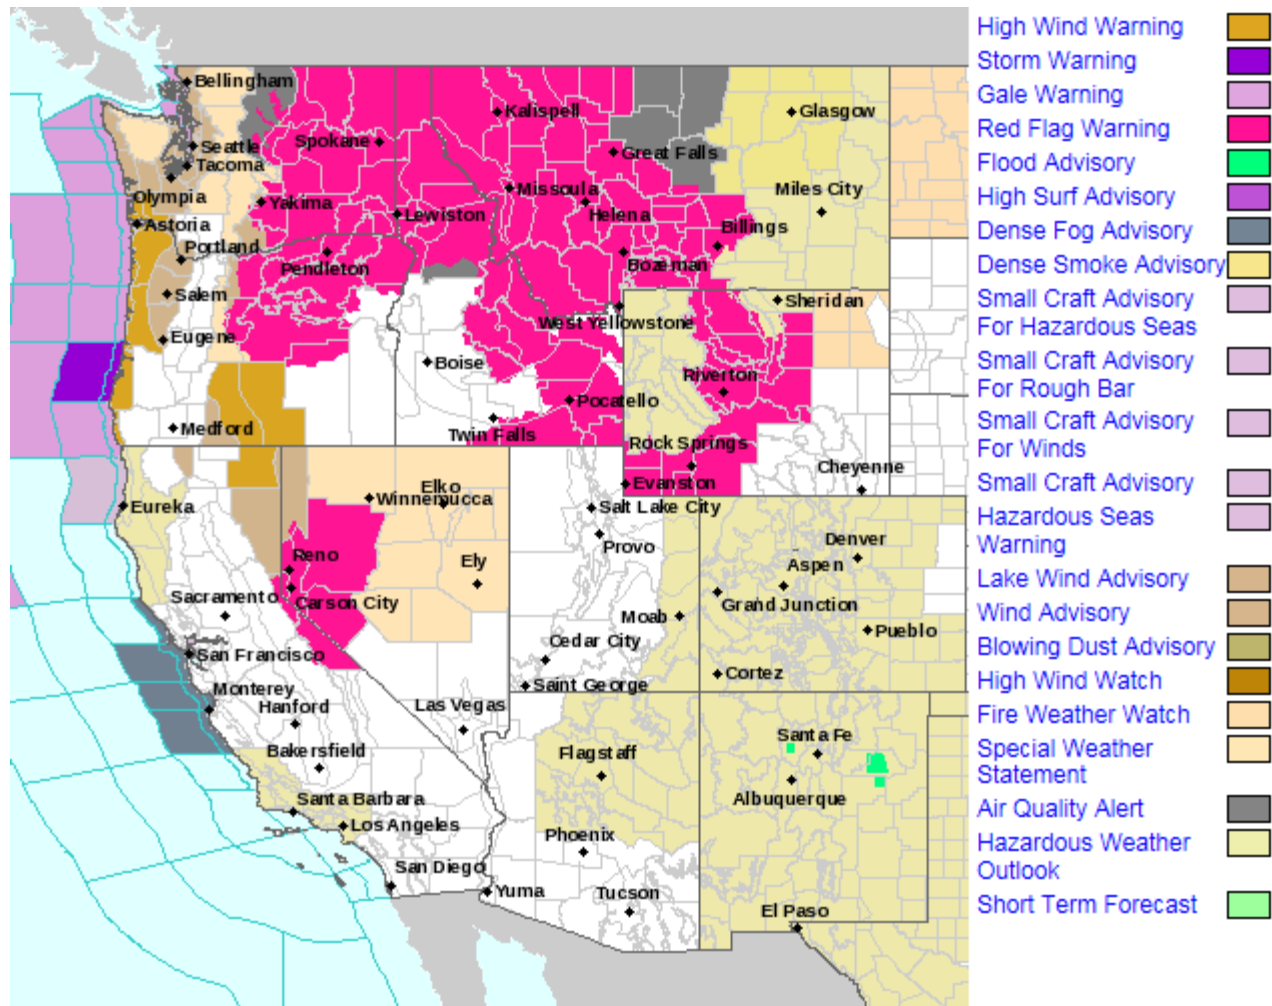 Bellingham
Seattle
Tacoma
Olympia
Astoria
Portland
Salem
Eugene
Medford
Spokane
Yakima
Pendleton
Lewiston
Kalispell
Great Falls
Missoula
Helena
Bozeman
Billings
Glasgow
Miles City
West Yellowstone
Sheridan
Boise
Pocatello
Twin Falls
Riverton
Rock Springs
Evanston
Cheyenne
Eureka
Elko
Winnemucca
Reno
Ely
Carson City
Sacramento
San Francisco
Monterey
Hanford
Bakersfield
Las Vegas
Santa Barbara
Los Angeles
San Diego
Salt Lake City
Provo
Moab
Cedar City
Saint George
Denver
Aspen
Grand Junction
Pueblo
Cortez
Flagstaff
Phoenix
Yuma
Tucson
Santa Fe
Albuquerque
El Paso
High Wind Warning
Storm Warning
Gale Warning
Red Flag Warning
Flood Advisory
High Surf Advisory
Dense Fog Advisory
Dense Smoke Advisory
Small Craft Advisory
For Hazardous Seas
Small Craft Advisory
For Rough Bar
Small Craft Advisory
For Winds
Small Craft Advisory
Hazardous Seas
Warning
Lake Wind Advisory
Wind Advisory
Blowing Dust Advisory
High Wind Watch
Fire Weather Watch
Special Weather
Statement
Air Quality Alert
Hazardous Weather
Outlook
Short Term Forecast